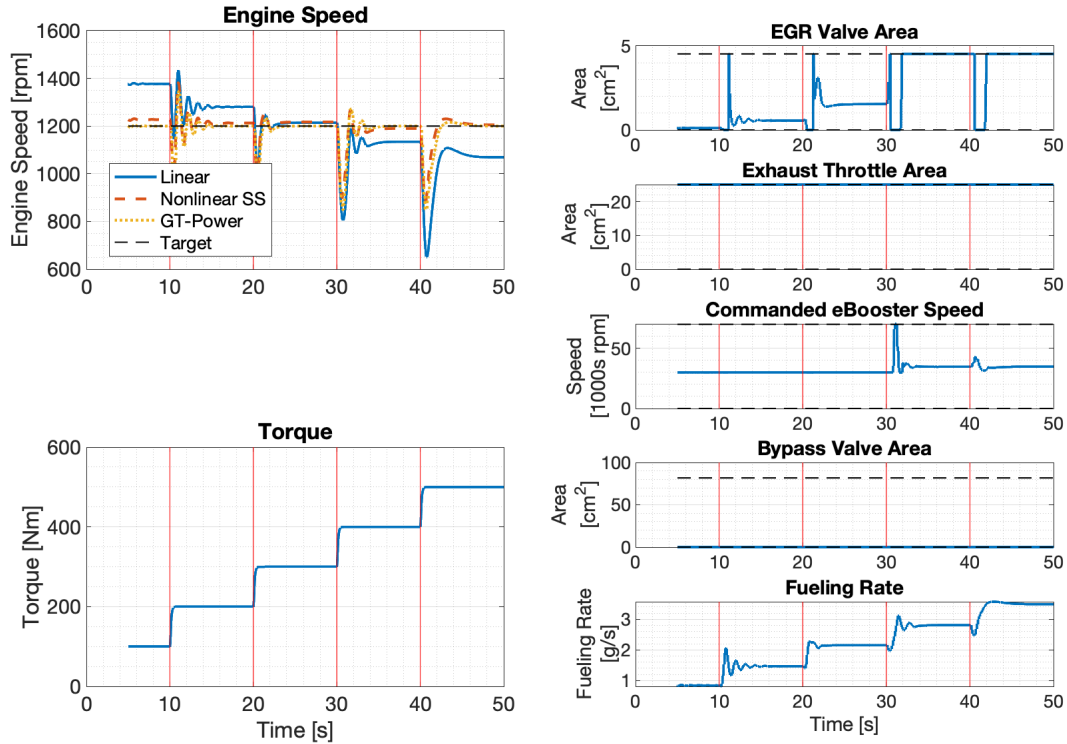 Engine Speed
Engine Speed [rpm]
1600
1400
1200
1000
800
600
Linear
Nonlinear SS
GT-Power
Target
0 10 20 30 40 50
Torque
Torque [Nm]
600
400
200
0
0 10 20 30 40 50
Time [s]
EGR Valve Area
Area
[cm2]
5
0
0 10 20 30 40 50
Exhaust Throttle Area
Area
[cm2]
20
10
0
0 10 20 30 40 50
Commanded eBooster Speed
Speed
[1000s rpm]
50
0
0 10 20 30 40 50
Bypass Valve Area
Area
[cm2]
100
50
0
0 10 20 30 40 50
Fueling Rate
Fueling Rate
[g/s]
3
2
1
0 10 20 30 40 50
Time [s]